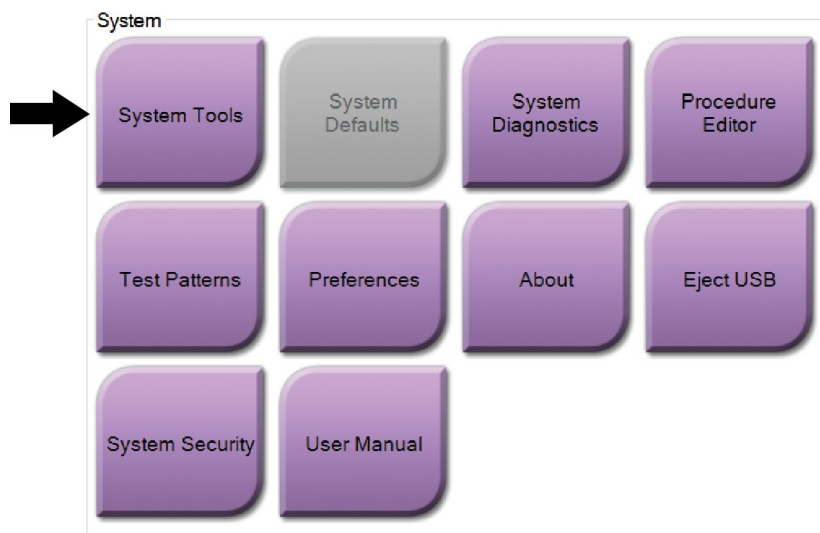 System
System Tools
System
Defaults
System
Diagnostics
Procedure
Editor
Test Patterns
Preferences
About
Eject USB
System Security
User Manual